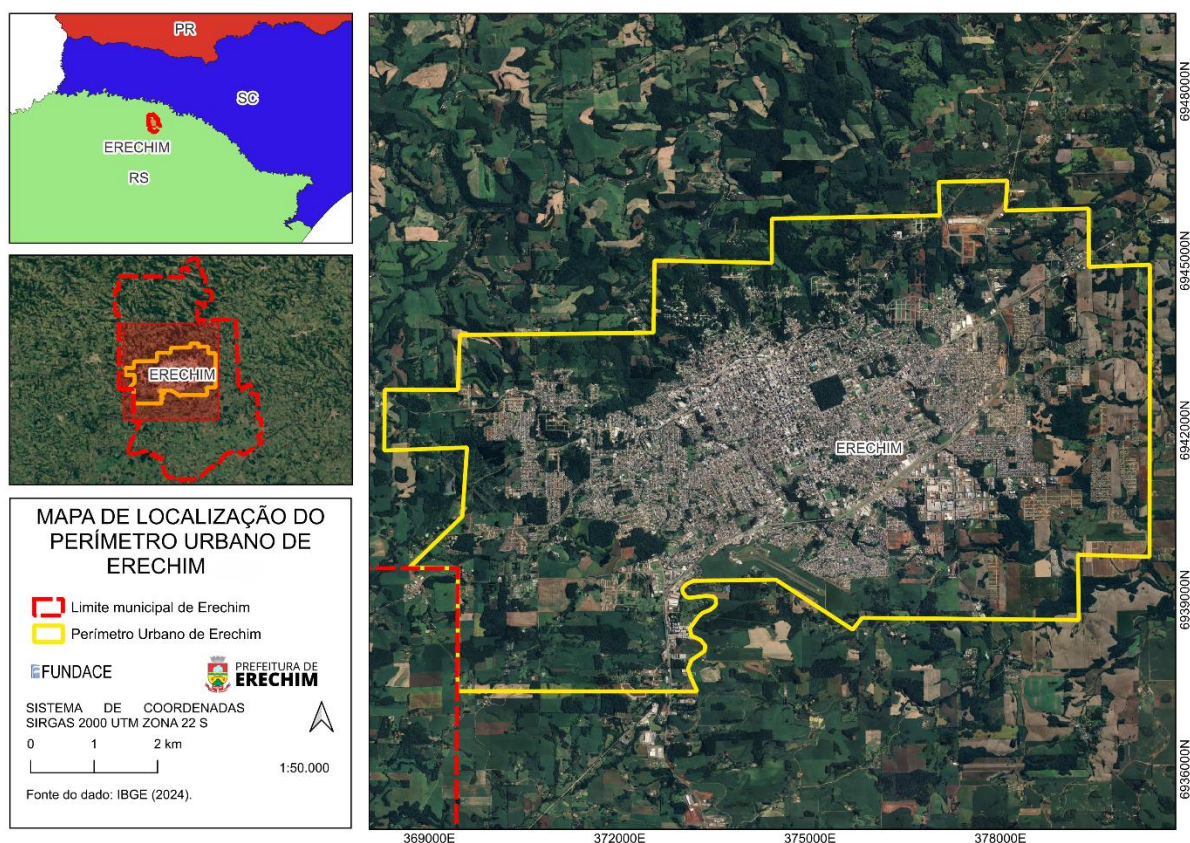 PR
SC
ERECHIM
RS
ERECHIM
MAPA DE LOCALIZAÇÃO DO
PERÍMETRO URBANO DE
ERECHIM
Limite municipal de Erechim
Perímetro Urbano de Erechim
FUNDACE
PREFEITURA DE
ERECHIM
SISTEMA DE COORDENADAS
SIRGAS 2000 UTM ZONA 22 S
0 1 2 km
1:50.000
Fonte do dado: IBGE (2024).
ERECHIM
6948000N
6945000N
6942000N
6939000N
6936000N
369000E 372000E 375000E 378000E